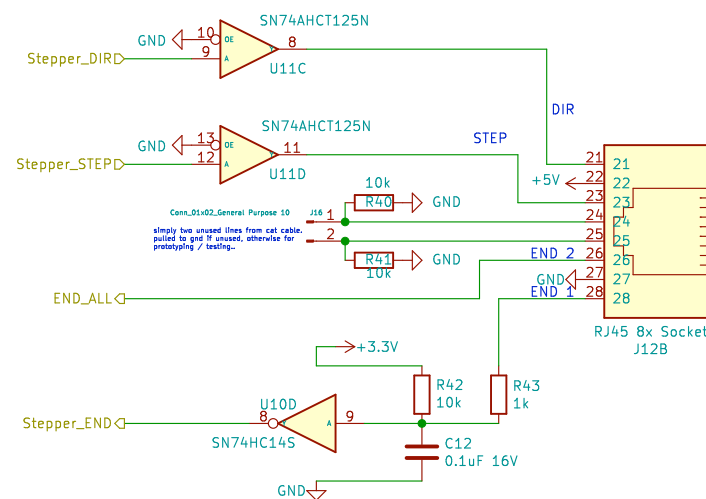 SN74AHCT125N
GND
10
OE
8
Stepper_DIR
9
A
U11C
DIR
SN74AHCT125N
GND
13
OE
11
STEP
Stepper_STEP
12
A
U11D
21
21
+5V
22
22
23
23
10k
R40
GND
Conn_01x02_General Purpose 10
J16
1
24
24
simply two unused lines from cat cable.
pulled to gnd if unused, otherwise for
prototyping / testing..
2
25
25
R41
GND
10k
END 2
26
26
GND
27
27
END_ALL
END 1
28
28
RJ45 8x Socket
J12B
+3.3V
R42
10k
R43
1k
U10D
Stepper_END
8
A
9
SN74HC14S
C12
0.1uF 16V
GND